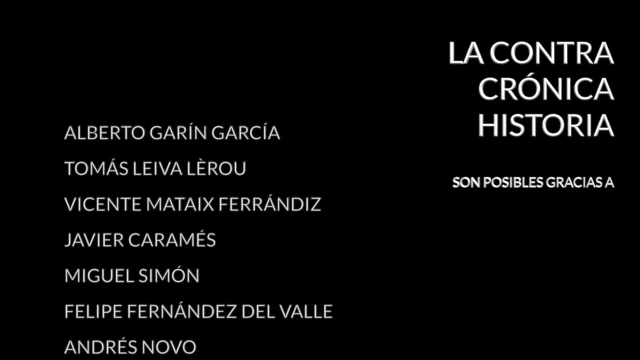 LA CONTRA
CRÓNICA
HISTORIA
SON POSIBLES GRACIAS A
ALBERTO GARÍN GARCÍA
TOMÁS LEIVA LÈROU
VICENTE MATAIX FERRÁNDIZ
JAVIER CARAMÉS
MIGUEL SIMÓN
FELIPE FERNÁNDEZ DEL VALLE
ANDRÉS NOVO